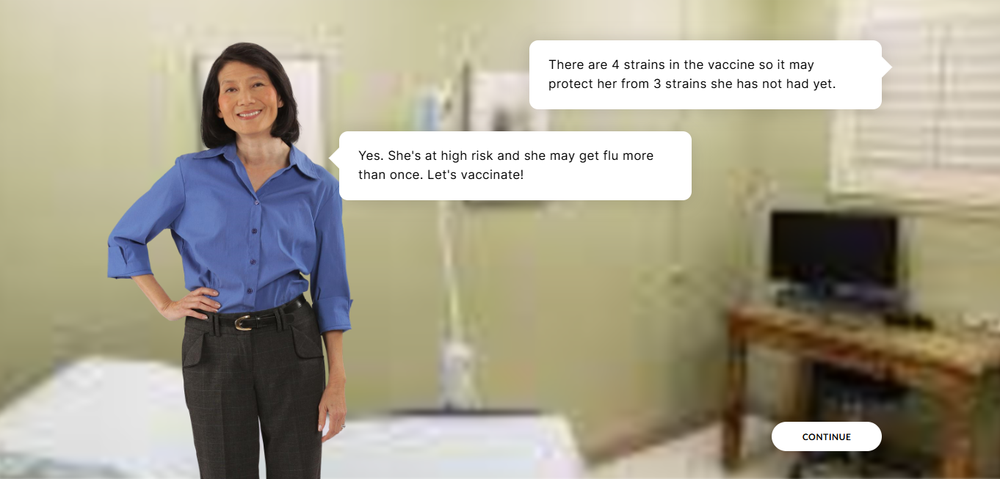 There are 4 strains in the vaccine so it may
protect her from 3 strains she has not had yet.
Yes. She's at high risk and she may get flu more
than once. Let's vaccinate!
CONTINUE